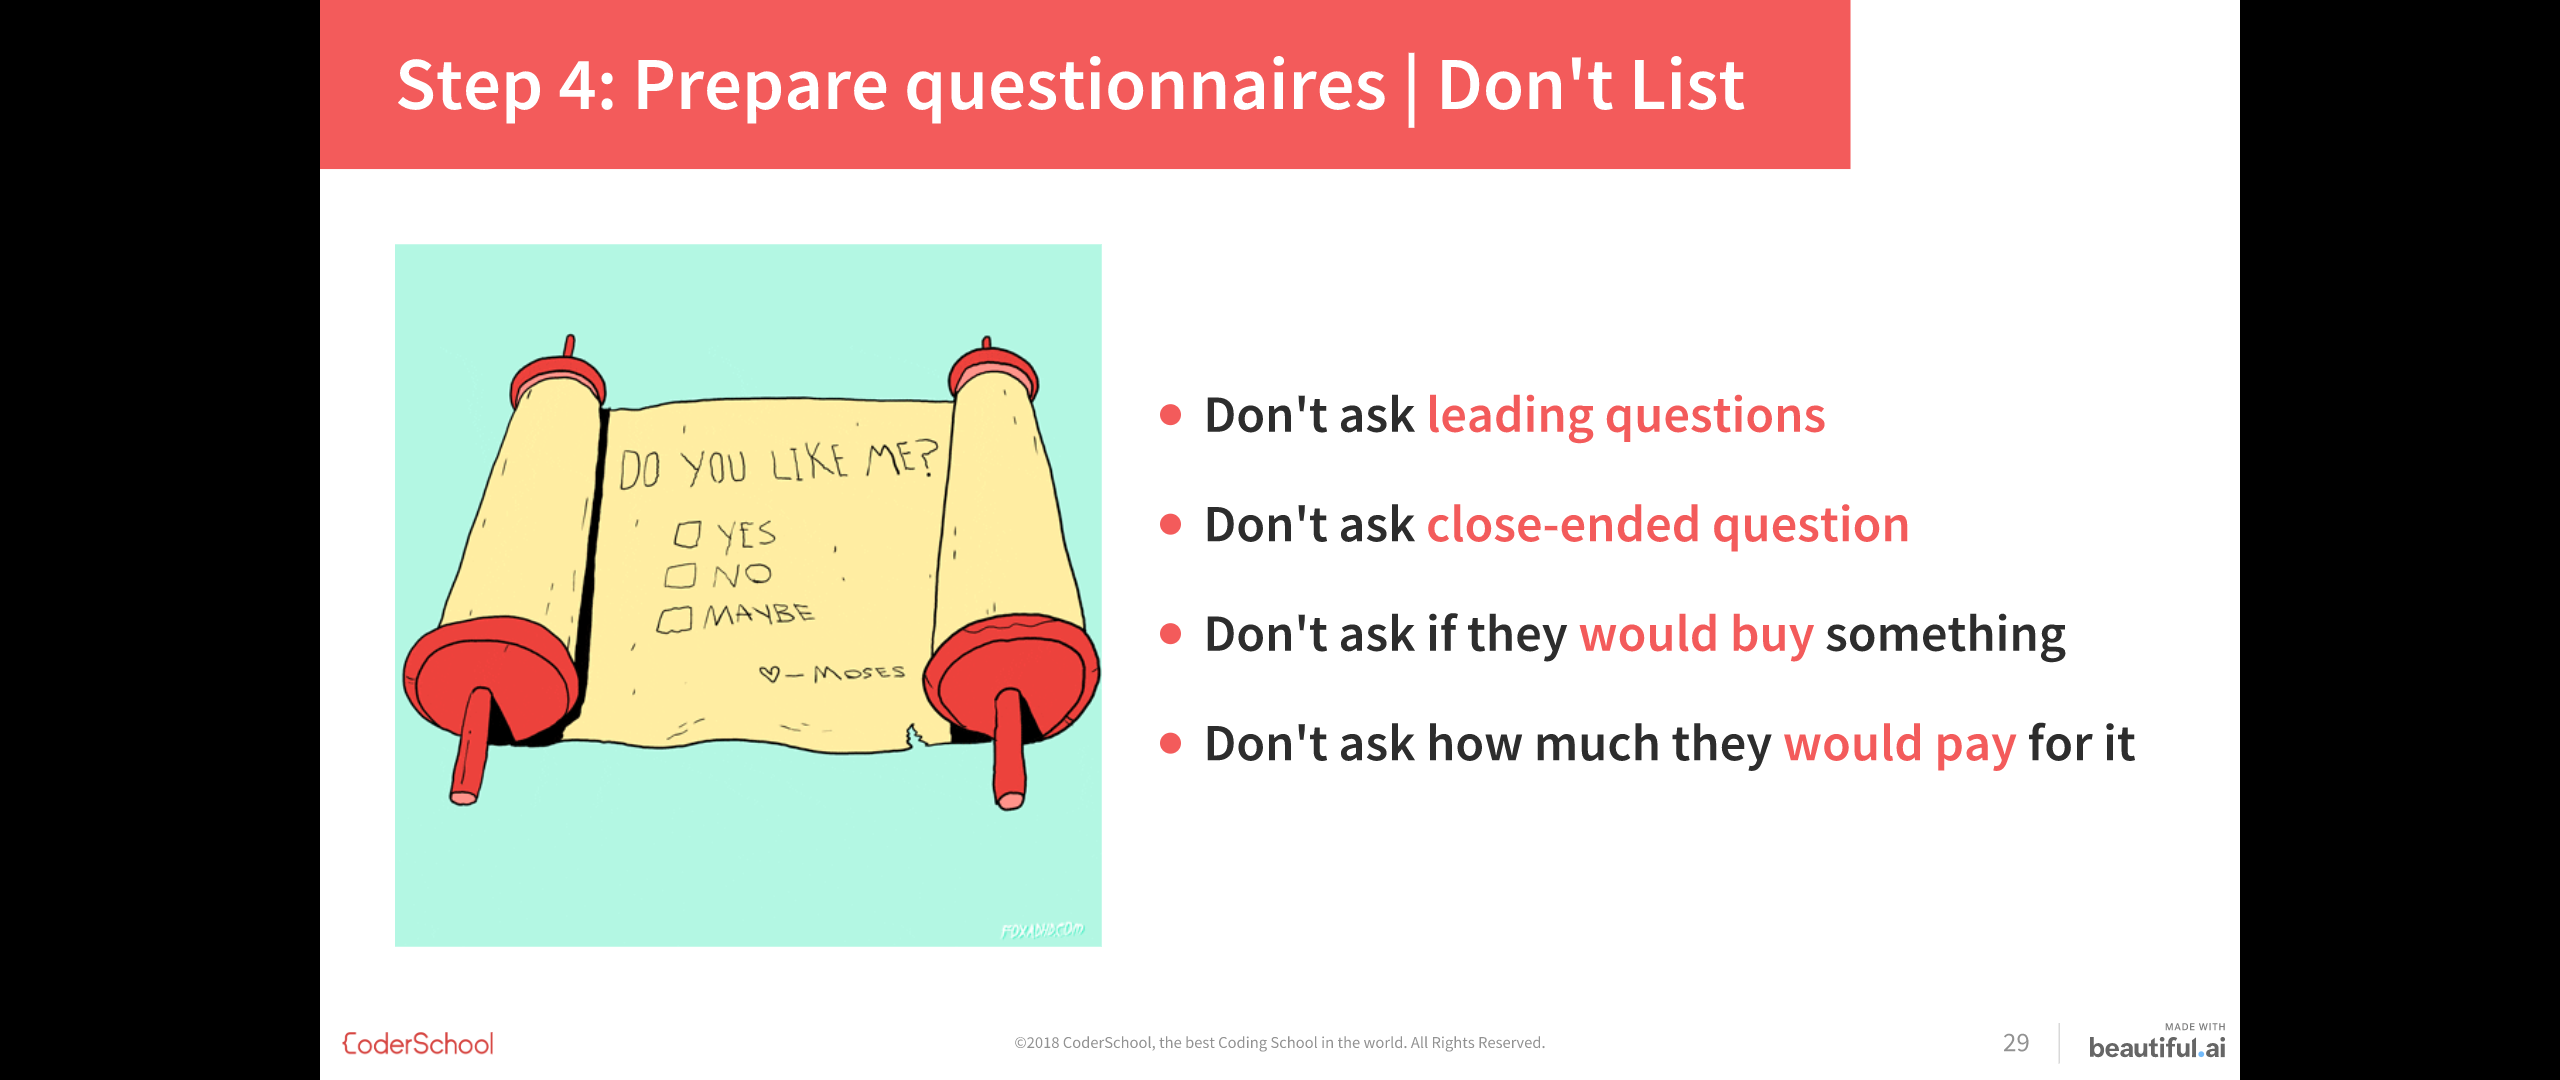 Step 4: Prepare questionnaires | Don't List
DO YOU LIKE ME?
YES
NO
MAYBE
♡– MOSES
FOXADHD.COM
Don't ask leading questions
Don't ask close-ended question
Don't ask if they would buy something
Don't ask how much they would pay for it
CoderSchool
©2018 CoderSchool, the best Coding School in the world. All Rights Reserved.
29
MADE WITH
beautiful.ai